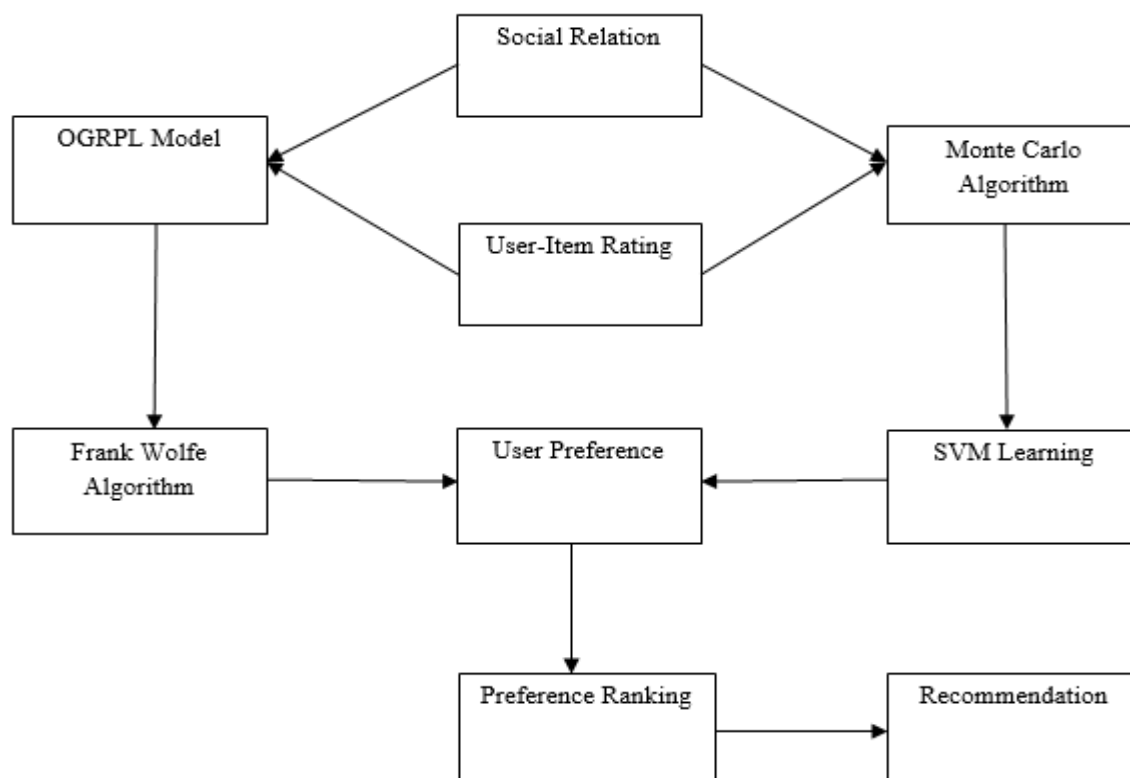 Social Relation
OGRPL Model
Monte Carlo
Algorithm
User-Item Rating
Frank Wolfe
Algorithm
User Preference
SVM Learning
Preference Ranking
Recommendation